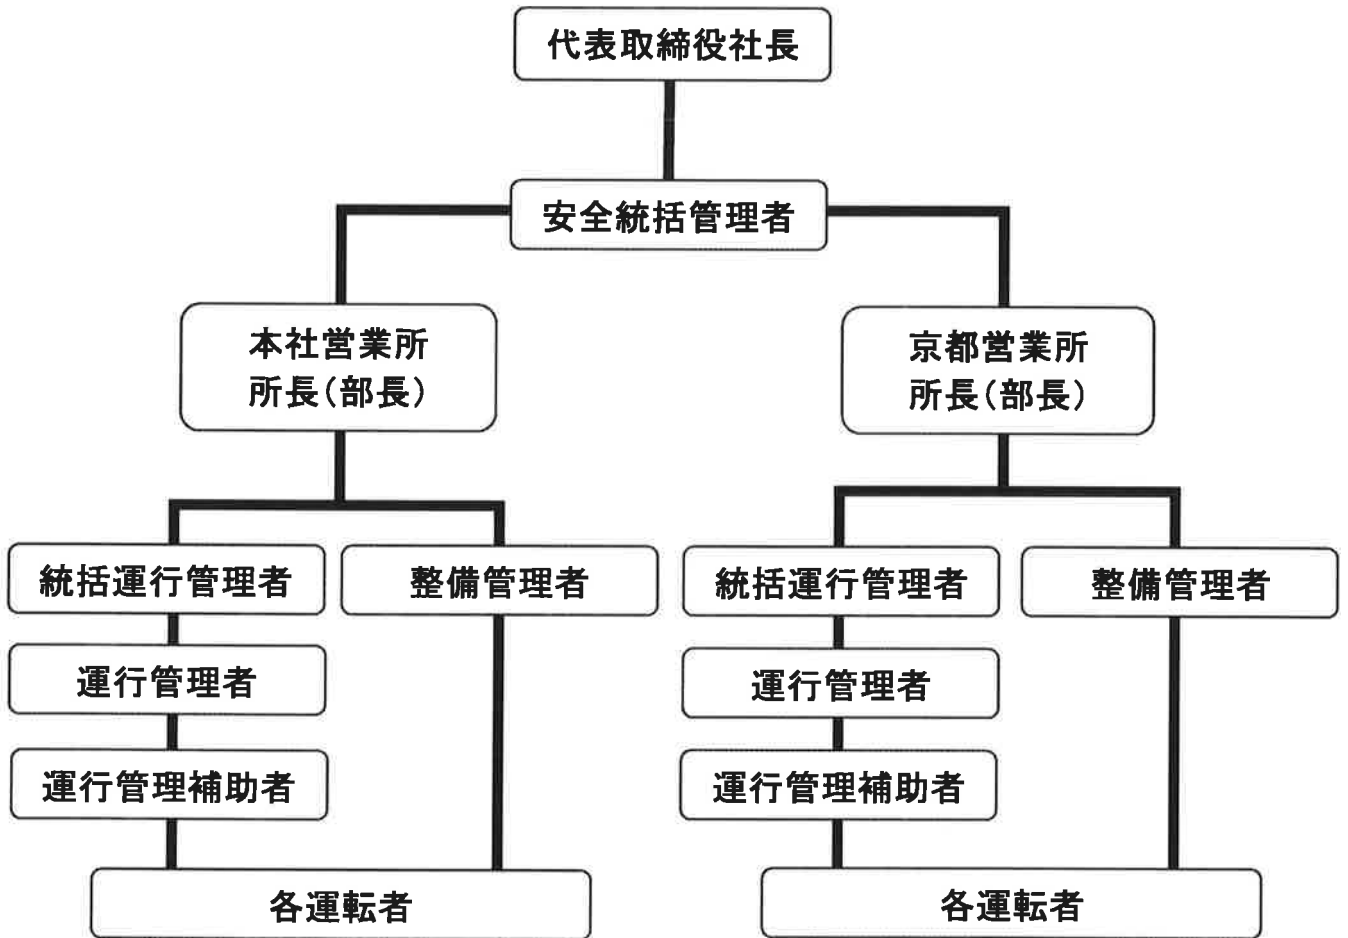 代表取締役社長
安全統括管理者
本社営業所
所長(部長)
京都営業所
所長(部長)
統括運行管理者
整備管理者
統括運行管理者
整備管理者
運行管理者
運行管理者
運行管理補助者
運行管理補助者
各運転者
各運転者